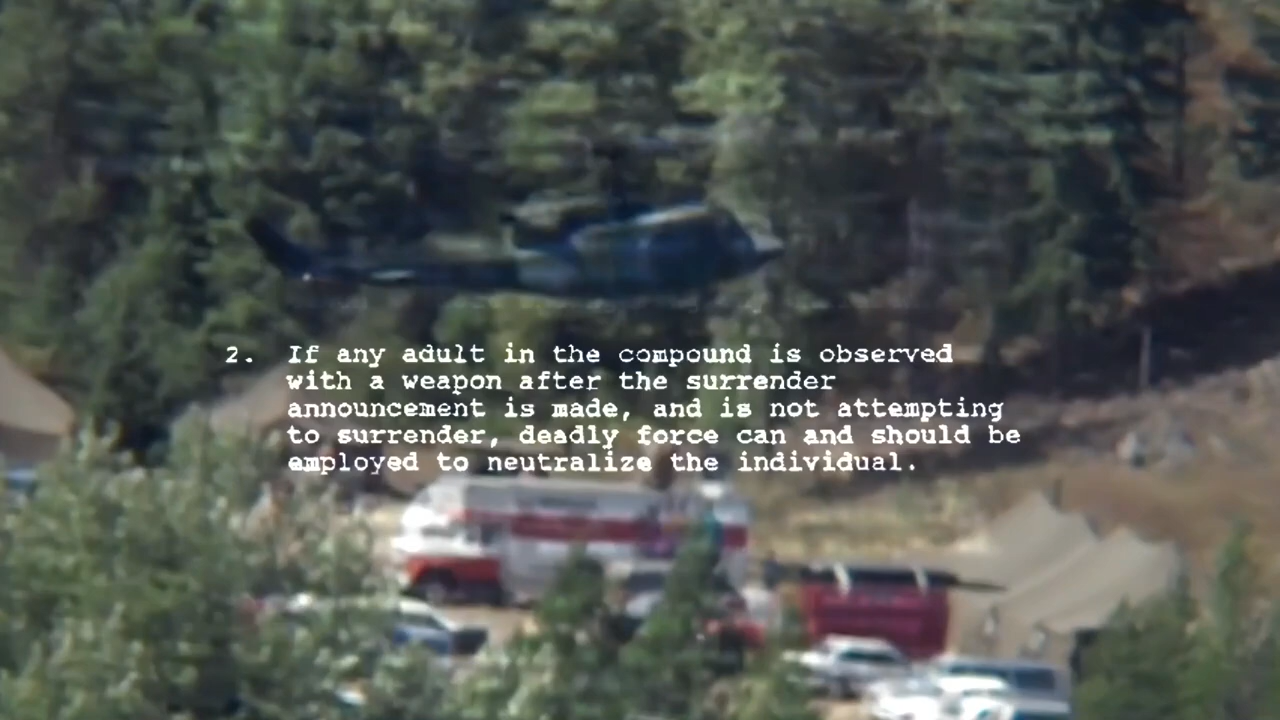 2. If any adult in the compound is observed
with a weapon after the surrender
announcement is made, and is not attempting
to surrender, deadly force can and should be
employed to neutralize the individual.